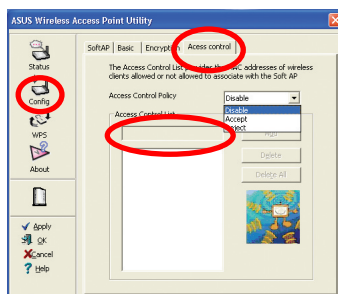 ASUS Wireless Access Point Utility
Status
Config
WPS
About
Apply
OK
Cancel
Help
SoftAP
Basic
Encryption
Acess control
The Access Control List provides the MAC addresses of wireless
clients allowed or not allowed to associate with the Soft AP
Access Control Policy
Disable
Disable
Accept
Reject
Access Control List
Add
Delete
Delete All